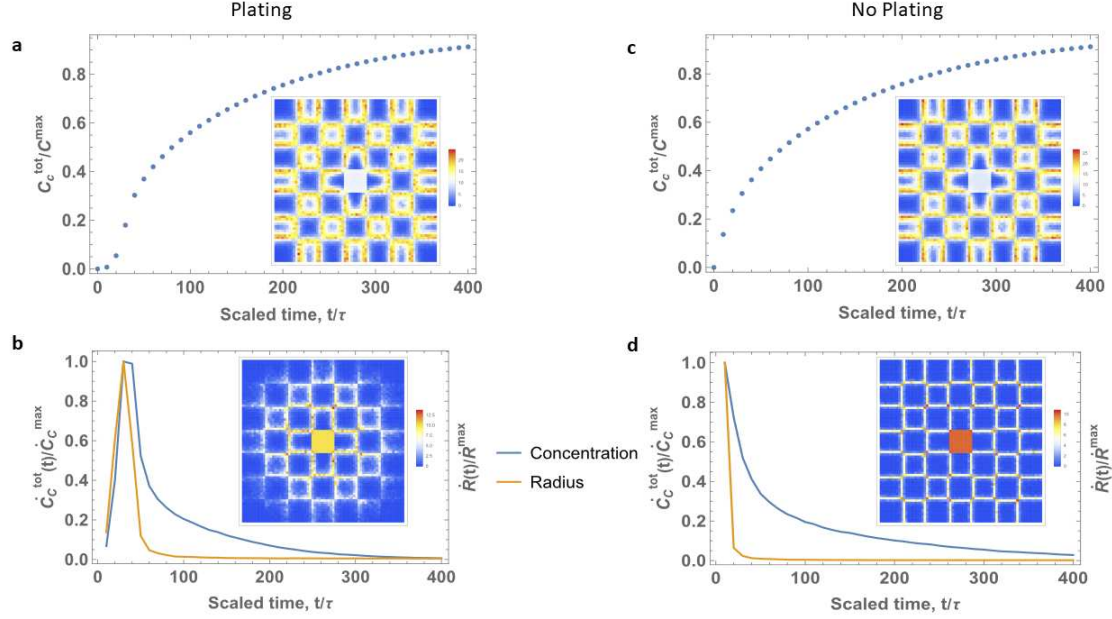 Plating
No Plating
a
c
0.8
0.6
0.4
0.2
0.0
C_c^tot/C^max
0
100
200
300
400
Scaled time, t/τ
0.8
0.6
0.4
0.2
0.0
C_c^tot/C^max
0
100
200
300
400
Scaled time, t/τ
b
d
1.0
0.8
0.6
0.4
0.2
0.0
Ċ_C^tot(t)/Ċ_C^max
Ṙ(t)/Ṙ^max
0
100
200
300
400
Scaled time, t/τ
Concentration
Radius
1.0
0.8
0.6
0.4
0.2
0.0
Ċ_C^tot(t)/Ċ_C^max
Ṙ(t)/Ṙ^max
0
100
200
300
400
Scaled time, t/τ